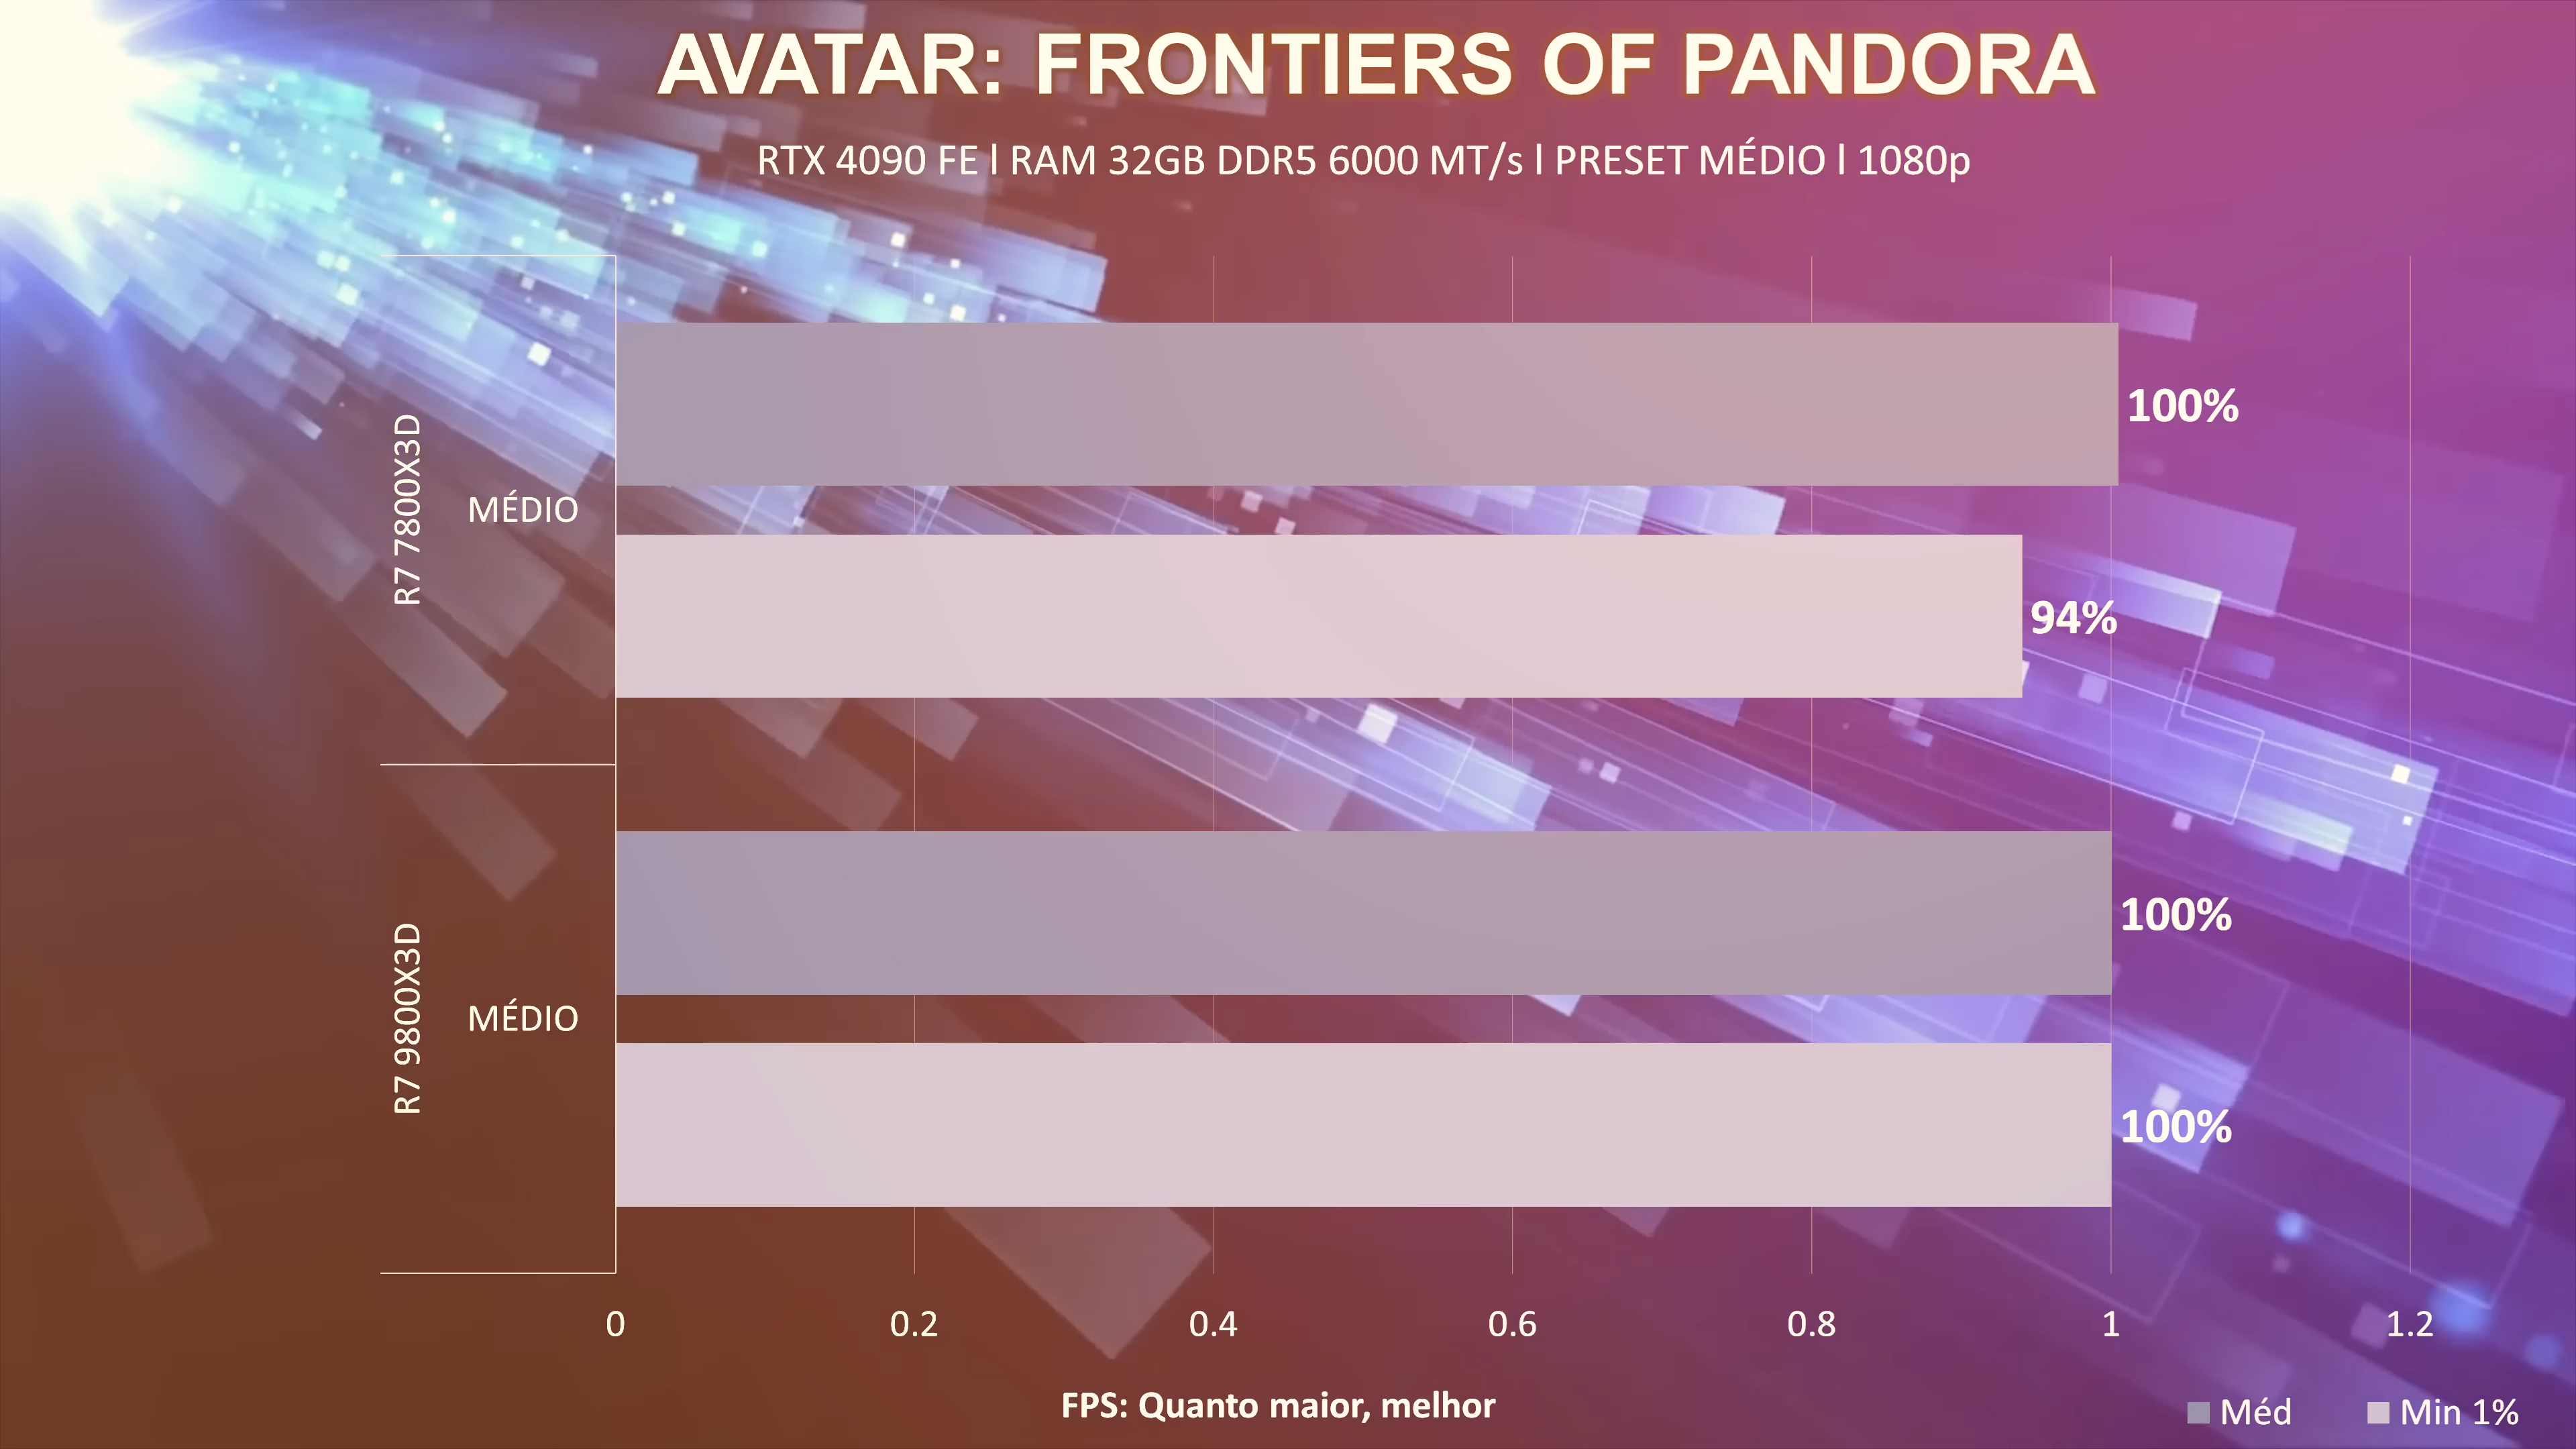 AVATAR: FRONTIERS OF PANDORA
RTX 4090 FE l RAM 32GB DDR5 6000 MT/s l PRESET MÉDIO l 1080p
R7 7800X3D
MÉDIO
100%
94%
R7 9800X3D
MÉDIO
100%
100%
0 0.2 0.4 0.6 0.8 1 1.2
FPS: Quanto maior, melhor
Méd Min 1%